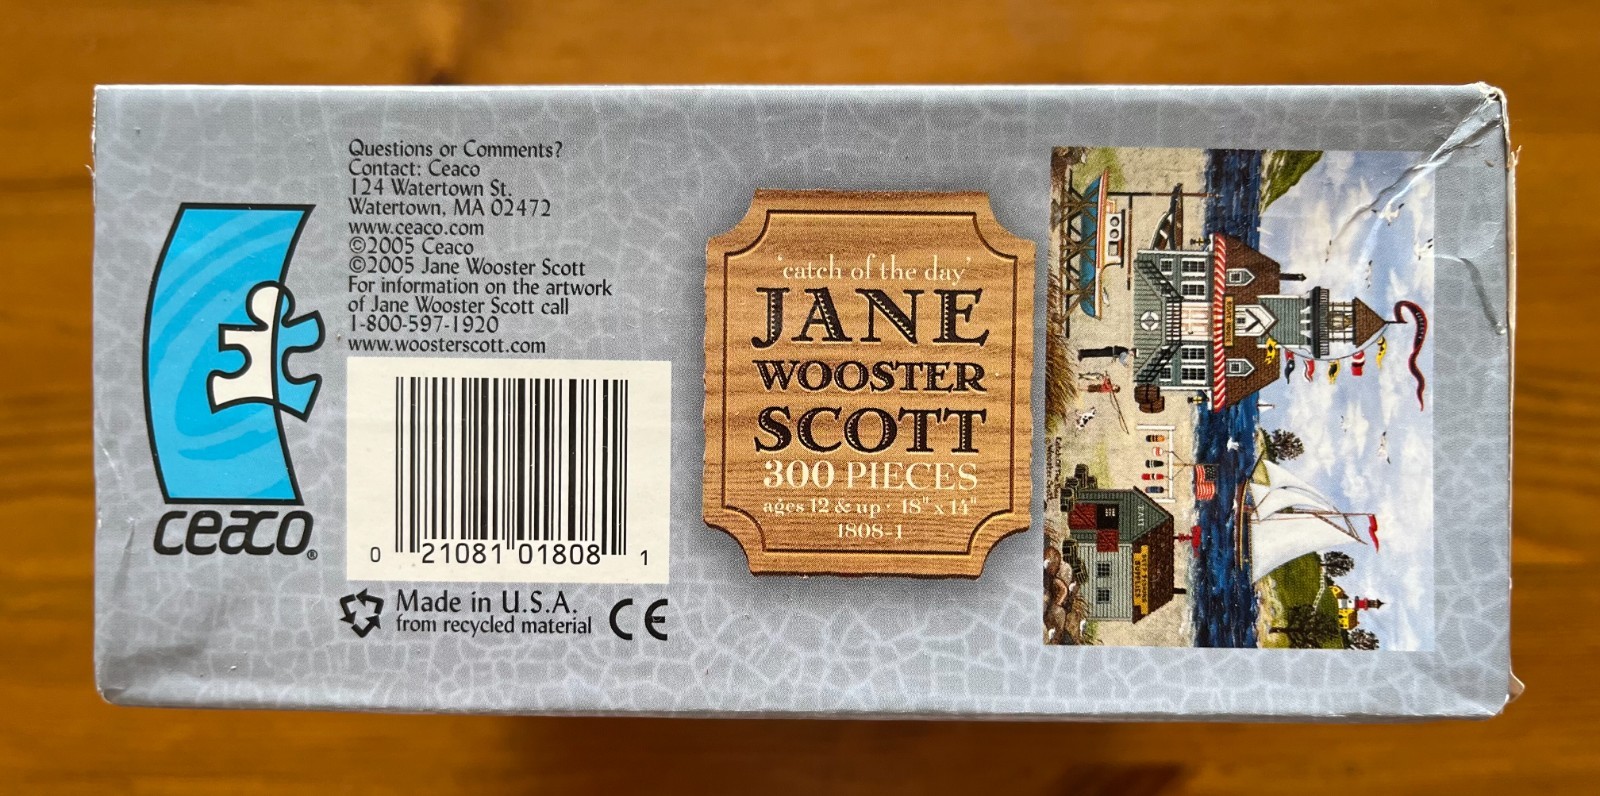 Questions or Comments?
Contact: Ceaco
124 Watertown St.
Watertown, MA 02472
www.ceaco.com
©2005 Ceaco
©2005 Jane Wooster Scott
For information on the artwork
of Jane Wooster Scott call
1-800-597-1920
www.woosterscott.com
ceaco®
0 21081 01808 1
Made in U.S.A.
from recycled material
CE
'catch of the day'
JANE
WOOSTER
SCOTT
300 PIECES
ages 12 & up · 18" x 14"
1808-1
BAIT